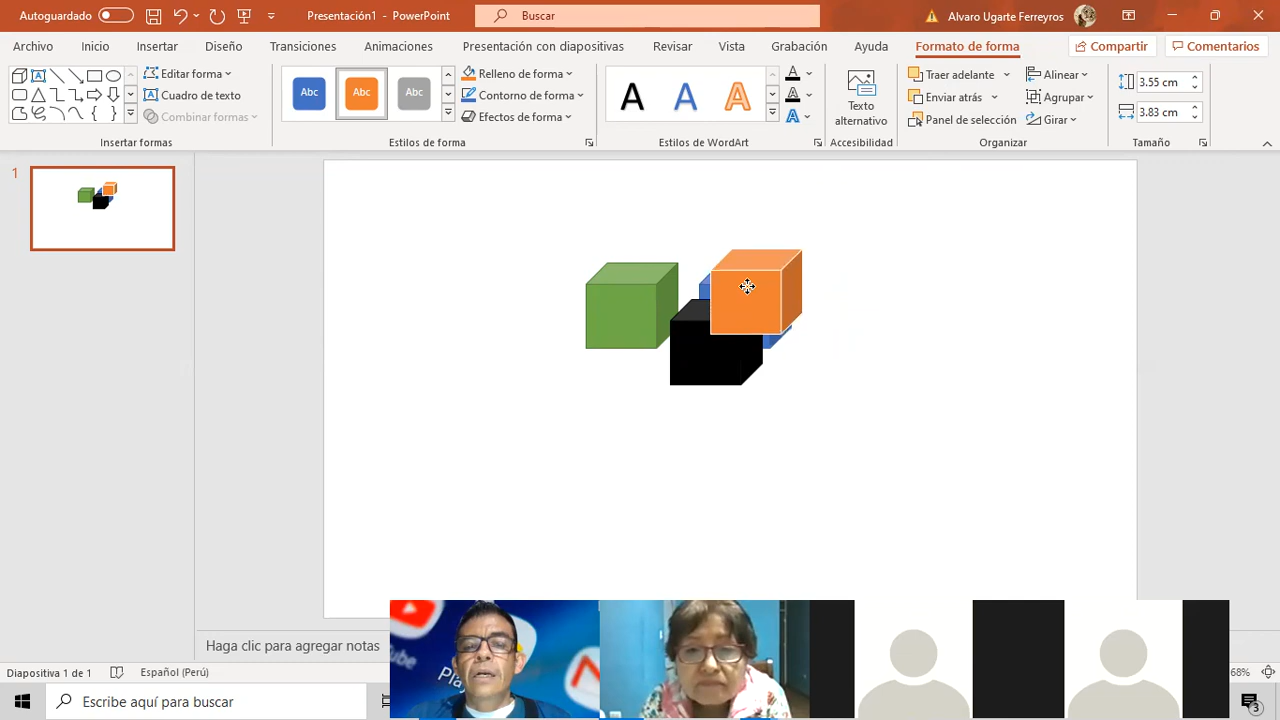 Autoguardado
Presentación1 - PowerPoint
Buscar
Alvaro Ugarte Ferreyros
Archivo Inicio Insertar Diseño Transiciones Animaciones Presentación con diapositivas Revisar Vista Grabación Ayuda Formato de forma Compartir Comentarios
Editar forma
Cuadro de texto
Combinar formas
Insertar formas
Abc Abc Abc
Relleno de forma
Contorno de forma
Efectos de forma
Estilos de forma
A A A
A
A
A
Estilos de WordArt
Texto
alternativo
Accesibilidad
Traer adelante
Enviar atrás
Panel de selección
Alinear
Agrupar
Girar
Organizar
3.55 cm
3.83 cm
Tamaño
1
Haga clic para agregar notas
Diapositiva 1 de 1
Español (Perú)
68%
Escribe aquí para buscar
3